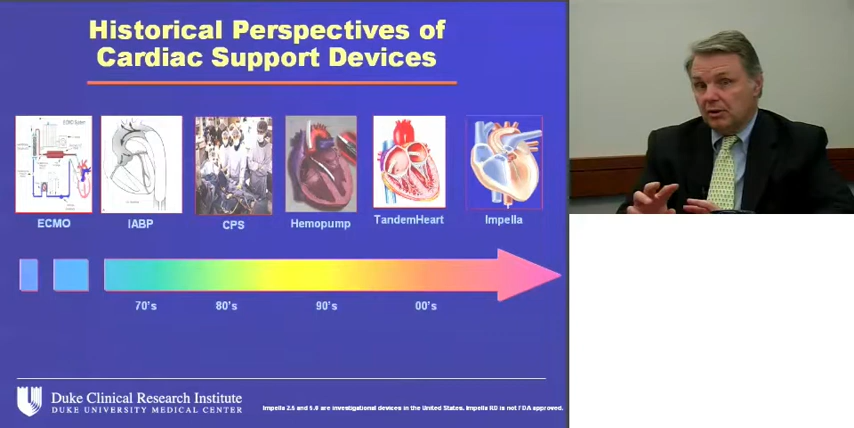 Historical Perspectives of
Cardiac Support Devices
ECMO
IABP
CPS
Hemopump
TandemHeart
Impella
70's
80's
90's
00's
Duke Clinical Research Institute
DUKE UNIVERSITY MEDICAL CENTER
Impella 2.5 and 5.0 are investigational devices in the United States. Impella RD is not FDA approved.